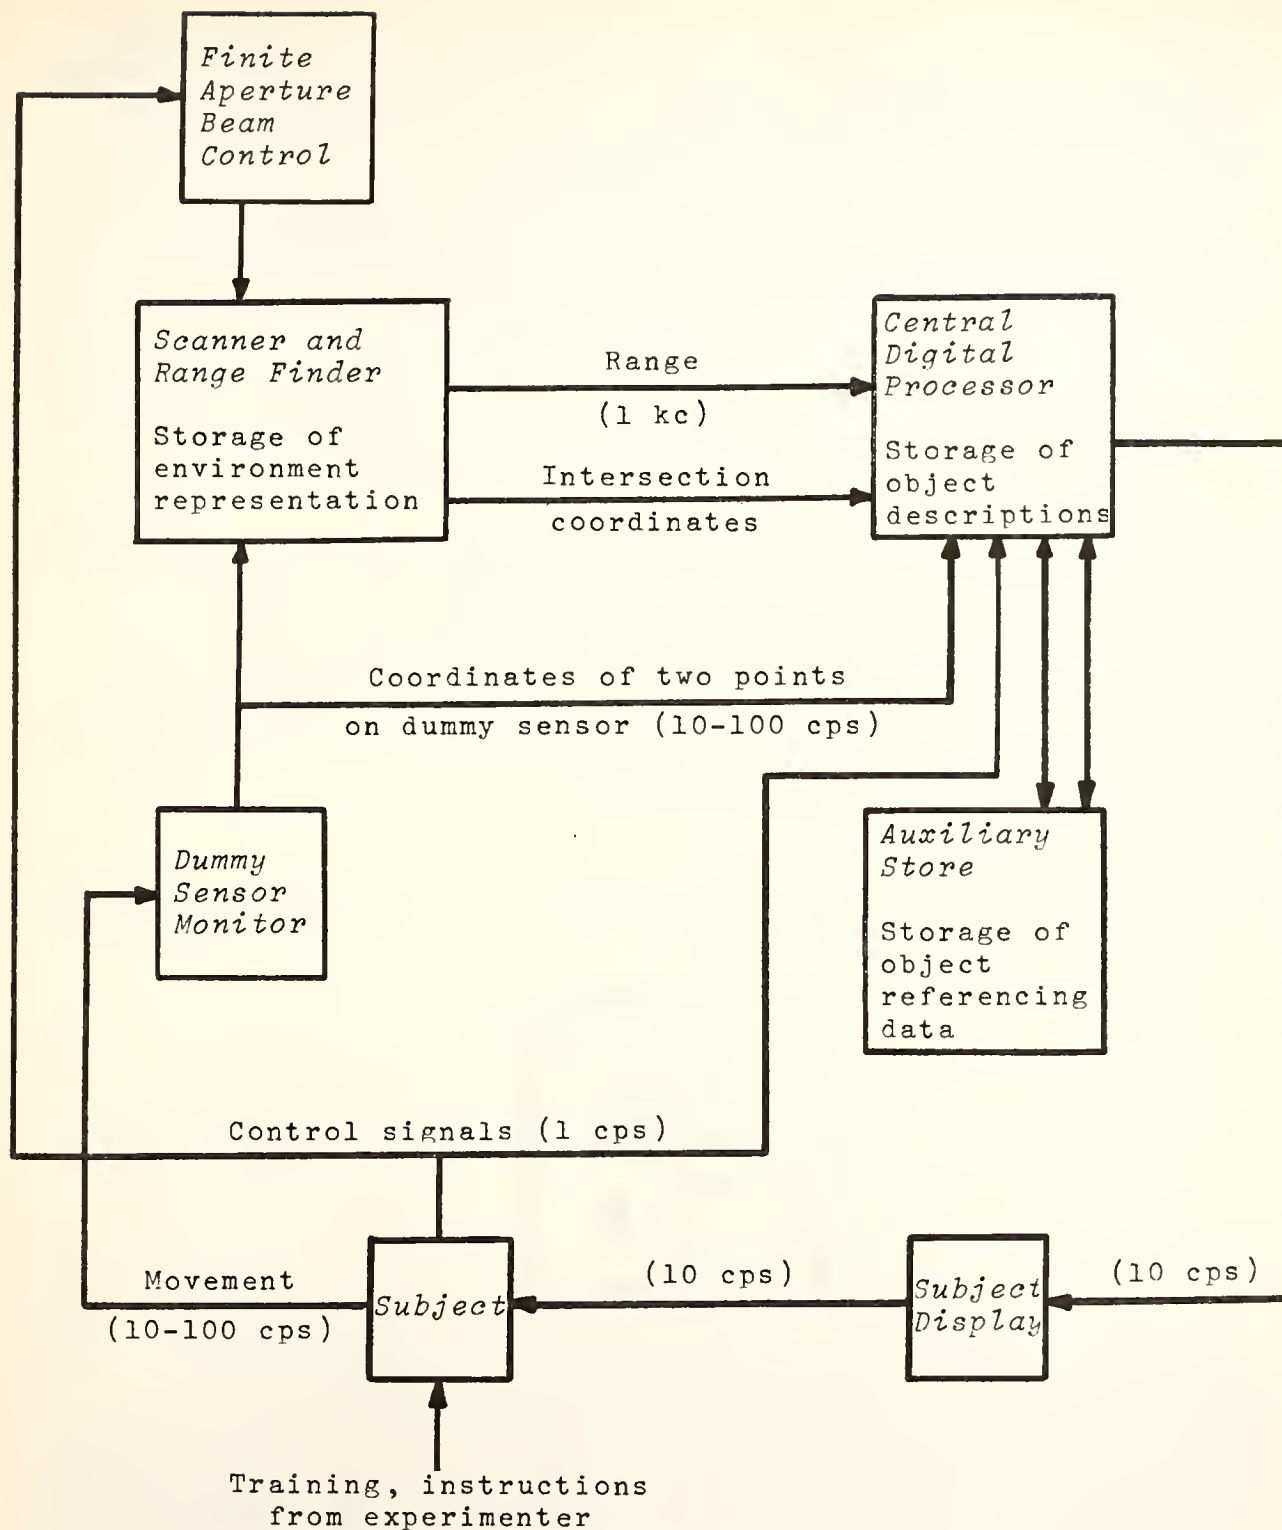 Finite
Aperture
Beam
Control
Scanner and
Range Finder
Storage of
environment
representation
Range
(1 kc)
Intersection
coordinates
Central
Digital
Processor
Storage of
object
descriptions
Coordinates of two points
on dummy sensor (10-100 cps)
Dummy
Sensor
Monitor
Auxiliary
Store
Storage of
object
referencing
data
Control signals (1 cps)
Movement
(10-100 cps)
Subject
(10 cps)
Subject
Display
(10 cps)
Training, instructions
from experimenter